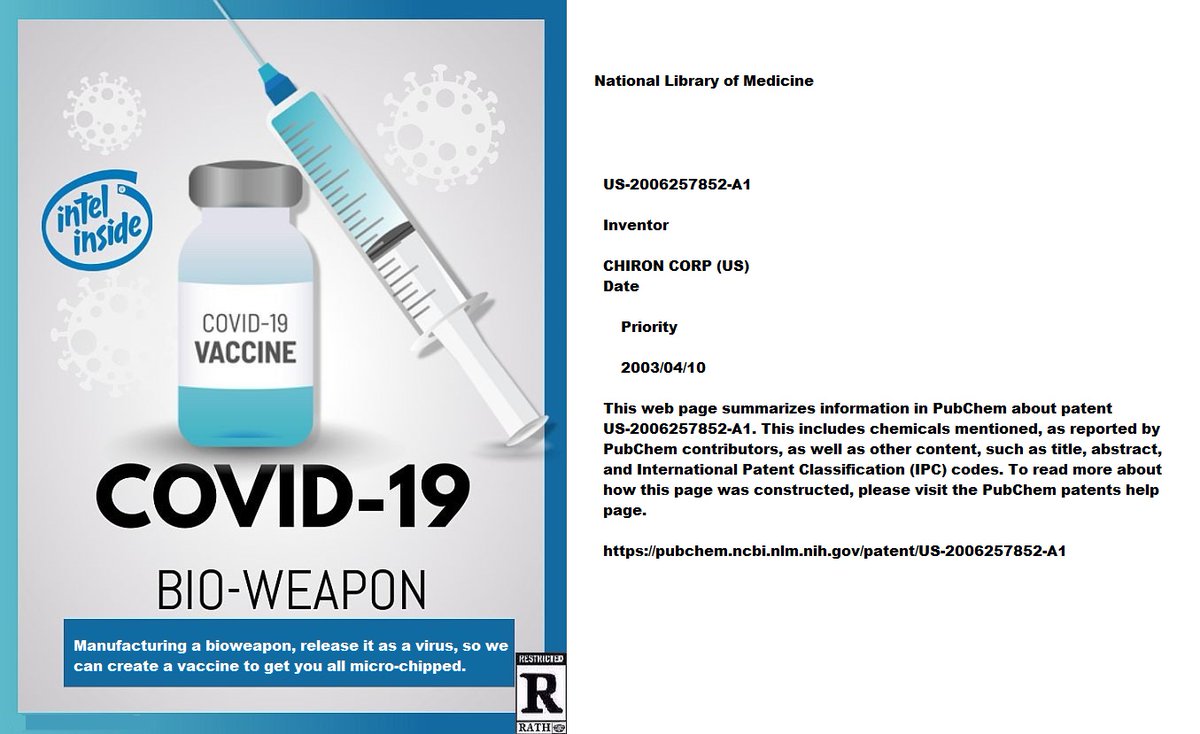 intel
inside
®
COVID-19
VACCINE
COVID-19
BIO-WEAPON
Manufacturing a bioweapon, release it as a virus, so we
can create a vaccine to get you all micro-chipped.
RESTRICTED
R
RATH
National Library of Medicine
US-2006257852-A1
Inventor
CHIRON CORP (US)
Date
Priority
2003/04/10
This web page summarizes information in PubChem about patent
US-2006257852-A1. This includes chemicals mentioned, as reported by
PubChem contributors, as well as other content, such as title, abstract,
and International Patent Classification (IPC) codes. To read more about
how this page was constructed, please visit the PubChem patents help
page.
https://pubchem.ncbi.nlm.nih.gov/patent/US-2006257852-A1